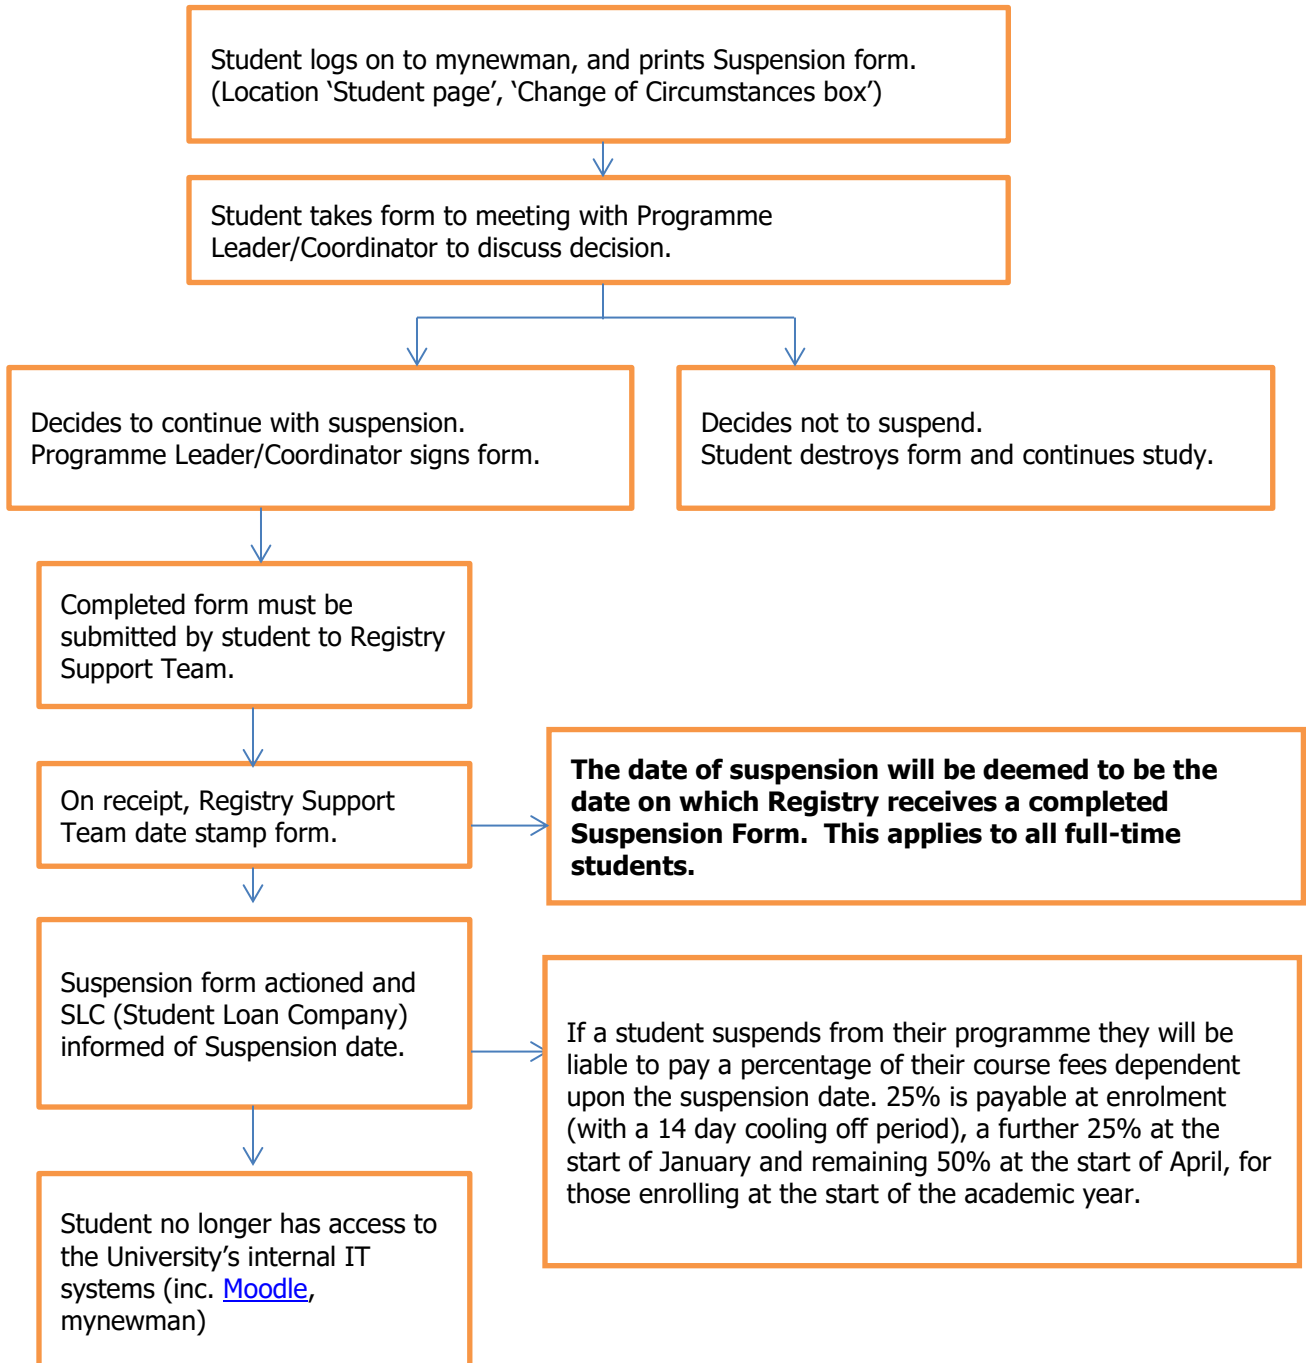 Student logs on to mynewman, and prints Suspension form.
(Location ‘Student page’, ‘Change of Circumstances box’)
Student takes form to meeting with Programme
Leader/Coordinator to discuss decision.
Decides to continue with suspension.
Programme Leader/Coordinator signs form.
Decides not to suspend.
Student destroys form and continues study.
Completed form must be
submitted by student to Registry
Support Team.
On receipt, Registry Support
Team date stamp form.
The date of suspension will be deemed to be the
date on which Registry receives a completed
Suspension Form.  This applies to all full-time
students.
Suspension form actioned and
SLC (Student Loan Company)
informed of Suspension date.
If a student suspends from their programme they will be
liable to pay a percentage of their course fees dependent
upon the suspension date. 25% is payable at enrolment
(with a 14 day cooling off period), a further 25% at the
start of January and remaining 50% at the start of April, for
those enrolling at the start of the academic year.
Student no longer has access to
the University’s internal IT
systems (inc. Moodle,
mynewman)